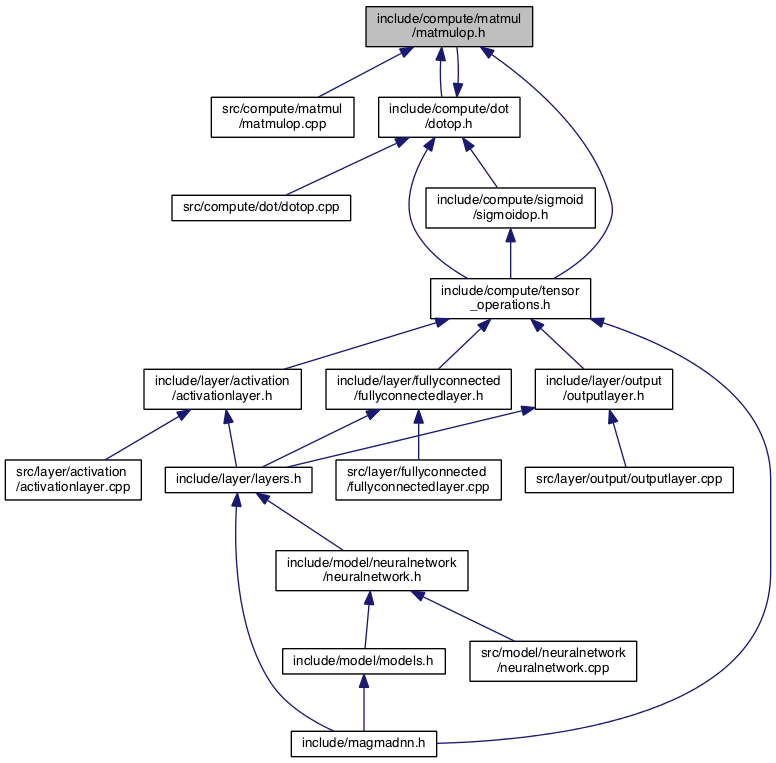 include/compute/matmul
/matmulop.h
src/compute/matmul
/matmulop.cpp
include/compute/dot
/dotop.h
src/compute/dot/dotop.cpp
include/compute/sigmoid
/sigmoidop.h
include/compute/tensor
_operations.h
include/layer/activation
/activationlayer.h
include/layer/fullyconnected
/fullyconnectedlayer.h
include/layer/output
/outputlayer.h
src/layer/activation
/activationlayer.cpp
include/layer/layers.h
src/layer/fullyconnected
/fullyconnectedlayer.cpp
src/layer/output/outputlayer.cpp
include/model/neuralnetwork
/neuralnetwork.h
include/model/models.h
src/model/neuralnetwork
/neuralnetwork.cpp
include/magmadnn.h